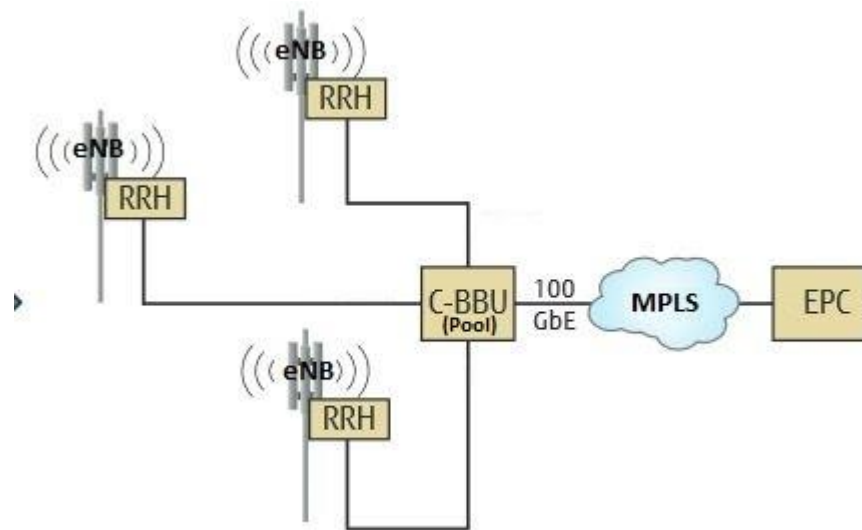 eNB
RRH
eNB
RRH
C-BBU
(Pool)
100
GbE
MPLS
EPC
eNB
RRH